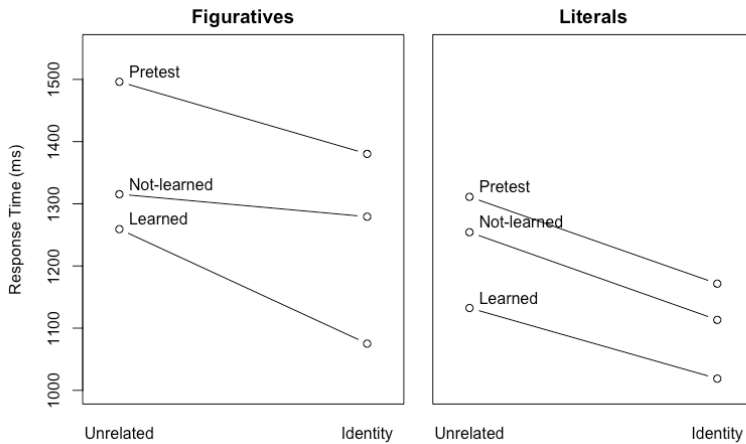 Figuratives
Literals
Response Time (ms)
1500
1400
1300
1200
1100
1000
Pretest
Not-learned
Learned
Pretest
Not-learned
Learned
Unrelated
Identity
Unrelated
Identity